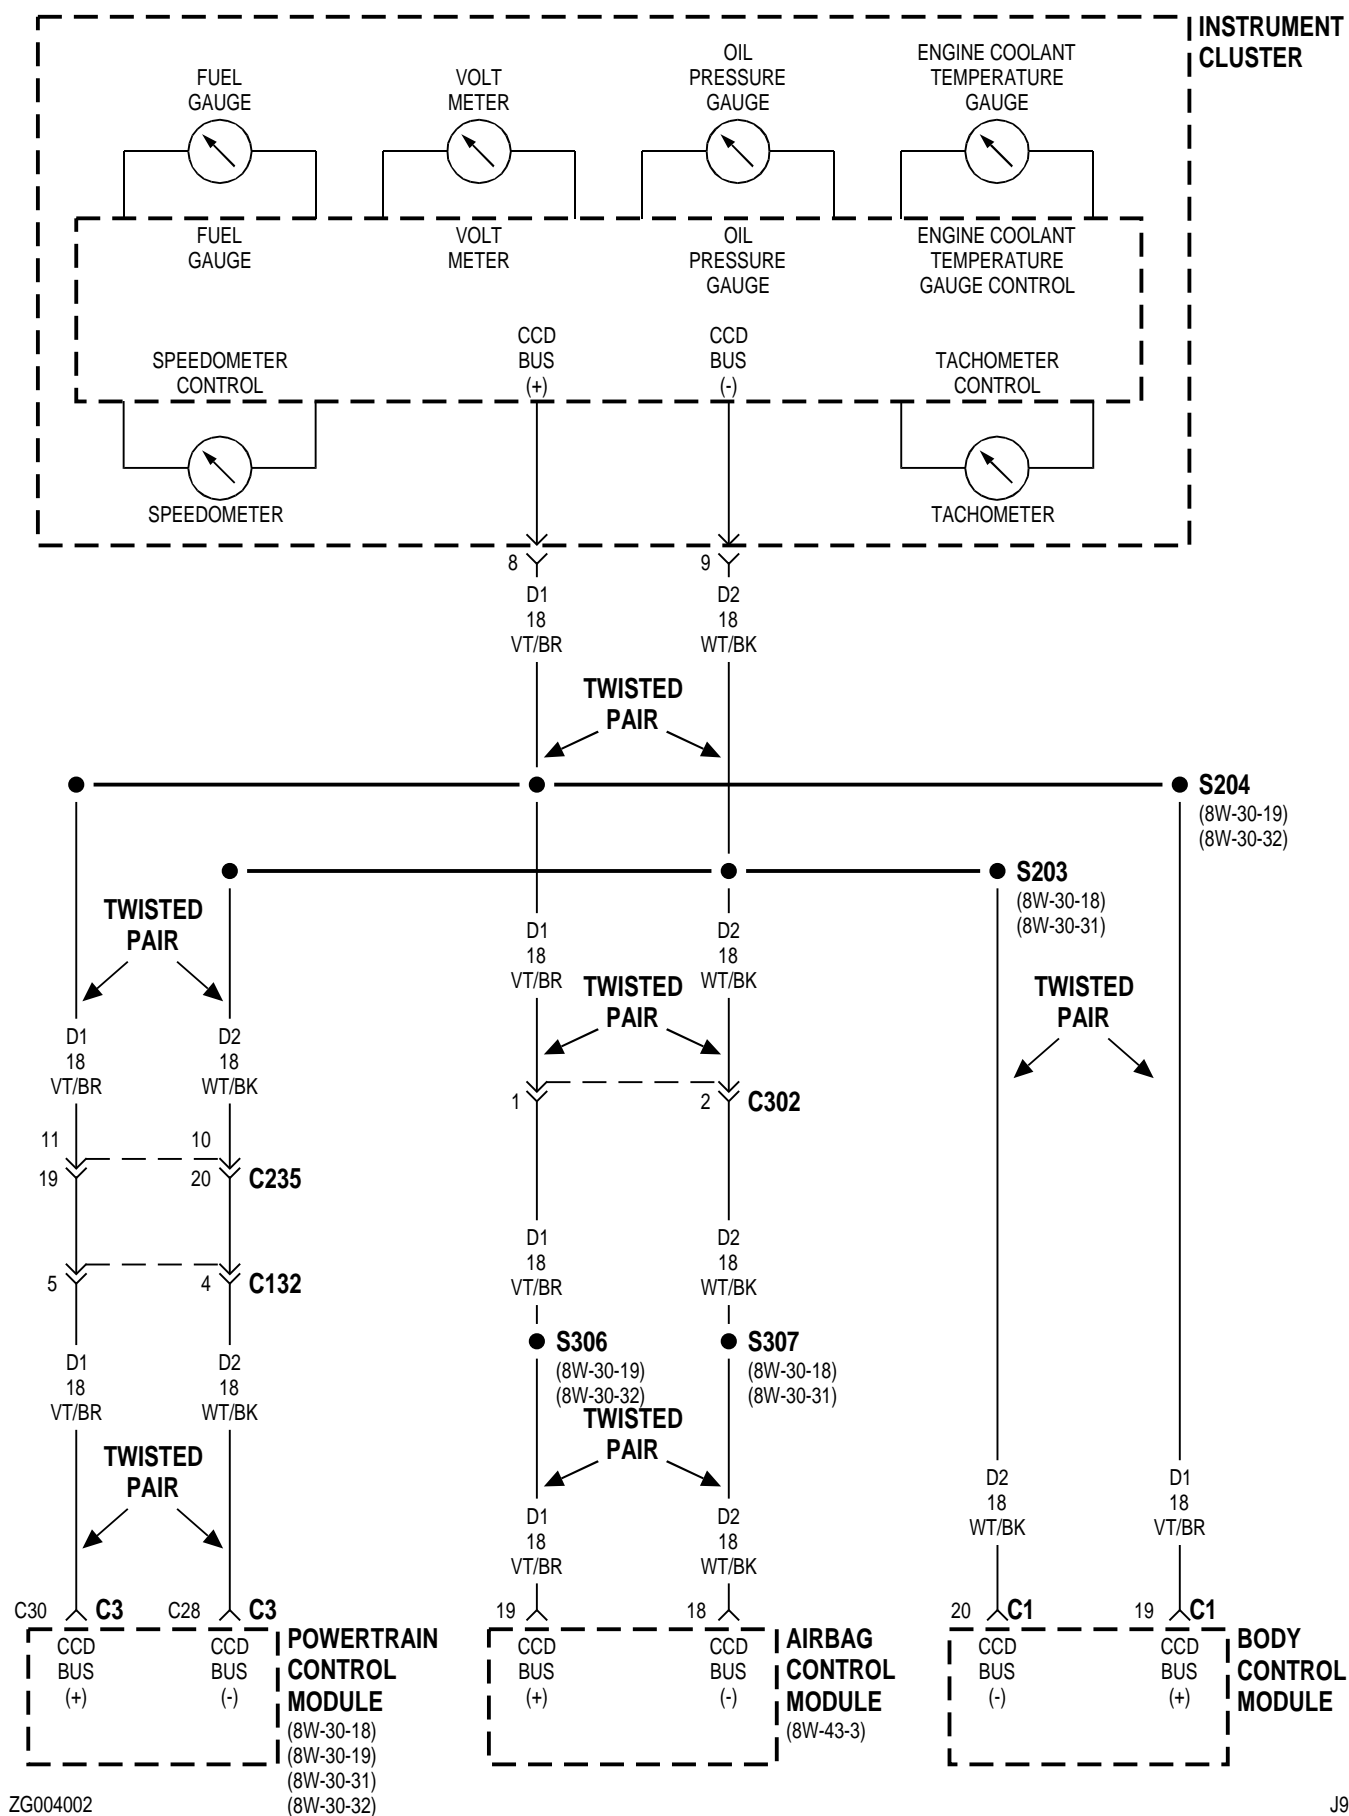 INSTRUMENT
CLUSTER
FUEL
GAUGE
VOLT
METER
OIL
PRESSURE
GAUGE
ENGINE COOLANT
TEMPERATURE
GAUGE
FUEL
GAUGE
VOLT
METER
OIL
PRESSURE
GAUGE
ENGINE COOLANT
TEMPERATURE
GAUGE CONTROL
SPEEDOMETER
CONTROL
CCD
BUS
(+)
CCD
BUS
(-)
TACHOMETER
CONTROL
SPEEDOMETER
TACHOMETER
8
9
D1
18
VT/BR
D2
18
WT/BK
TWISTED
PAIR
S204
(8W-30-19)
(8W-30-32)
S203
(8W-30-18)
(8W-30-31)
TWISTED
PAIR
D1
18
VT/BR
D2
18
WT/BK
TWISTED
PAIR
TWISTED
PAIR
D1
18
VT/BR
D2
18
WT/BK
1
2
C302
11
10
19
20
C235
D1
18
VT/BR
D2
18
WT/BK
5
4
C132
S306
(8W-30-19)
(8W-30-32)
S307
(8W-30-18)
(8W-30-31)
D1
18
VT/BR
D2
18
WT/BK
TWISTED
PAIR
TWISTED
PAIR
D2
18
WT/BK
D1
18
VT/BR
D1
18
VT/BR
D2
18
WT/BK
C30
C3
C28
C3
19
18
20
C1
19
C1
CCD
BUS
(+)
CCD
BUS
(-)
POWERTRAIN
CONTROL
MODULE
(8W-30-18)
(8W-30-19)
(8W-30-31)
(8W-30-32)
CCD
BUS
(+)
CCD
BUS
(-)
AIRBAG
CONTROL
MODULE
(8W-43-3)
CCD
BUS
(-)
CCD
BUS
(+)
BODY
CONTROL
MODULE
ZG004002
J9